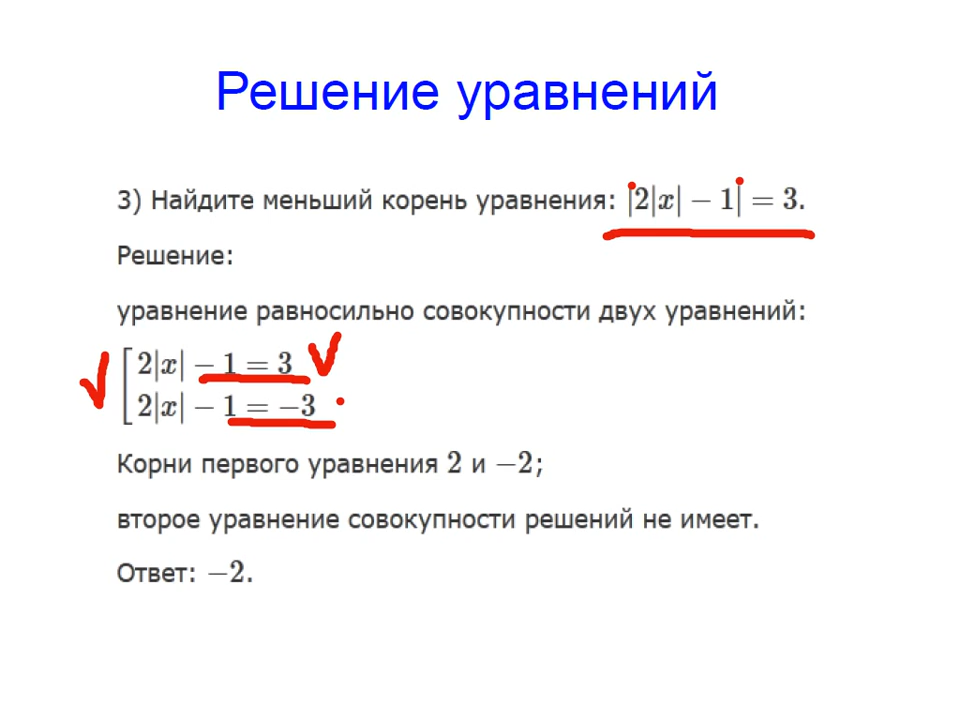 Решение уравнений
3) Найдите меньший корень уравнения: |2|x| − 1| = 3.
Решение:
уравнение равносильно совокупности двух уравнений:
[ 2|x| − 1 = 3
2|x| − 1 = −3
Корни первого уравнения 2 и −2;
второе уравнение совокупности решений не имеет.
Ответ: −2.